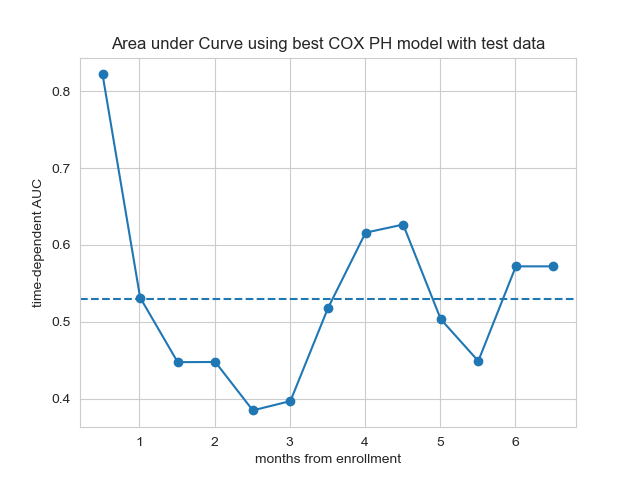 Area under Curve using best COX PH model with test data
time-dependent AUC
0.8
0.7
0.6
0.5
0.4
1 2 3 4 5 6
months from enrollment